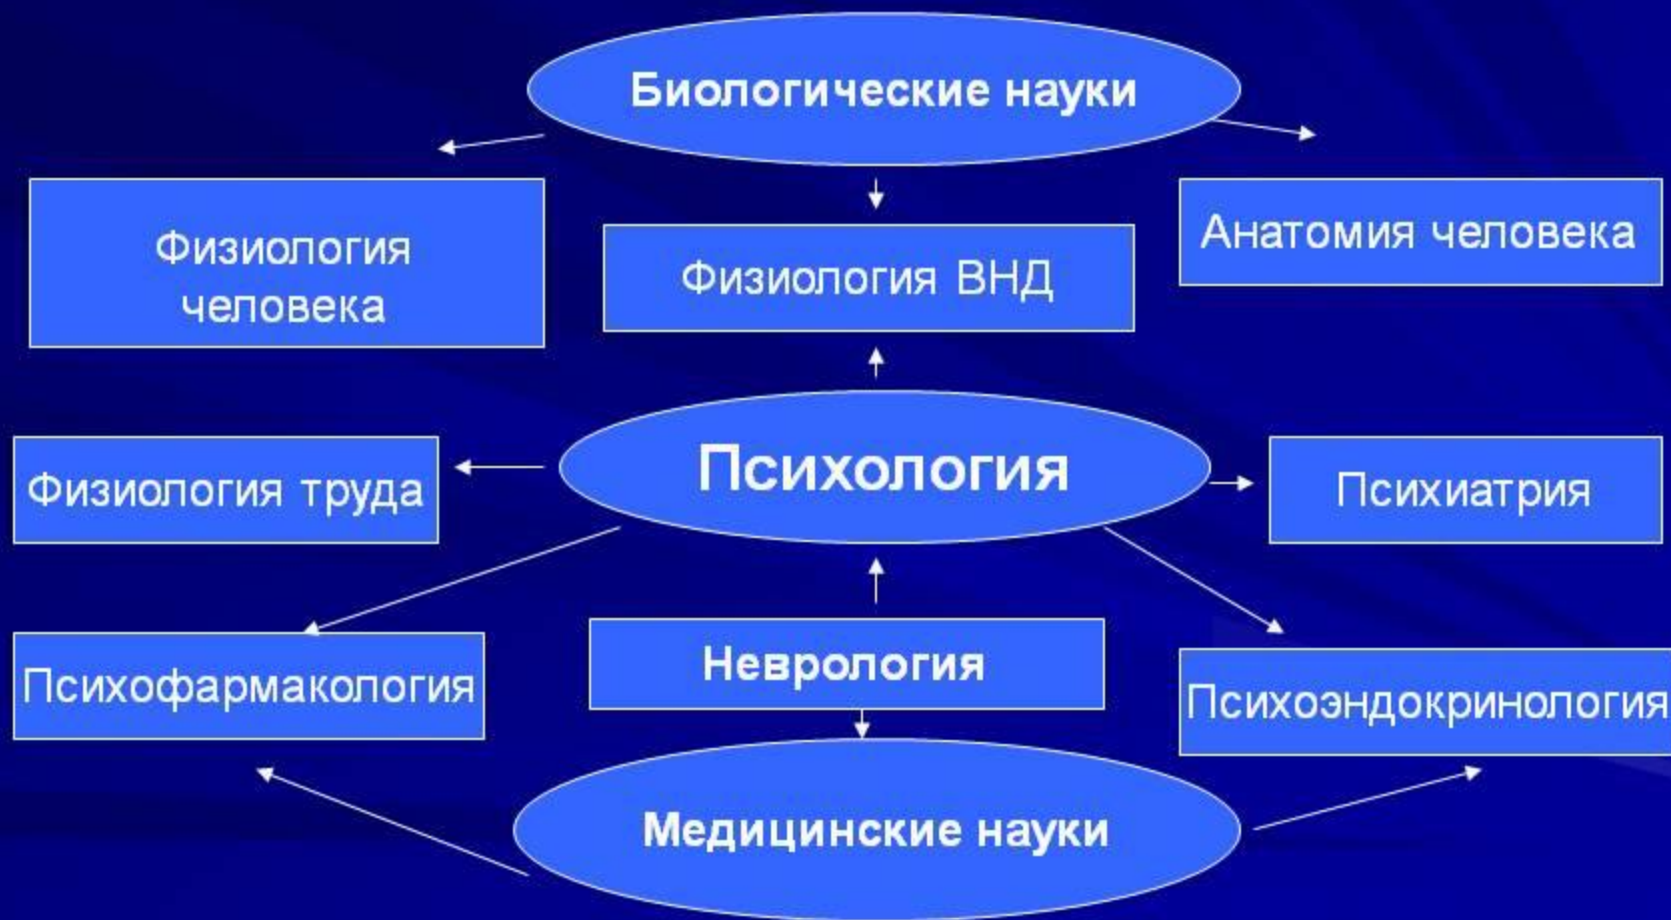 Биологические науки
Физиология
человека
Физиология ВНД
Анатомия человека
Психология
Физиология труда
Психиатрия
Психофармакология
Неврология
Психоэндокринология
Медицинские науки